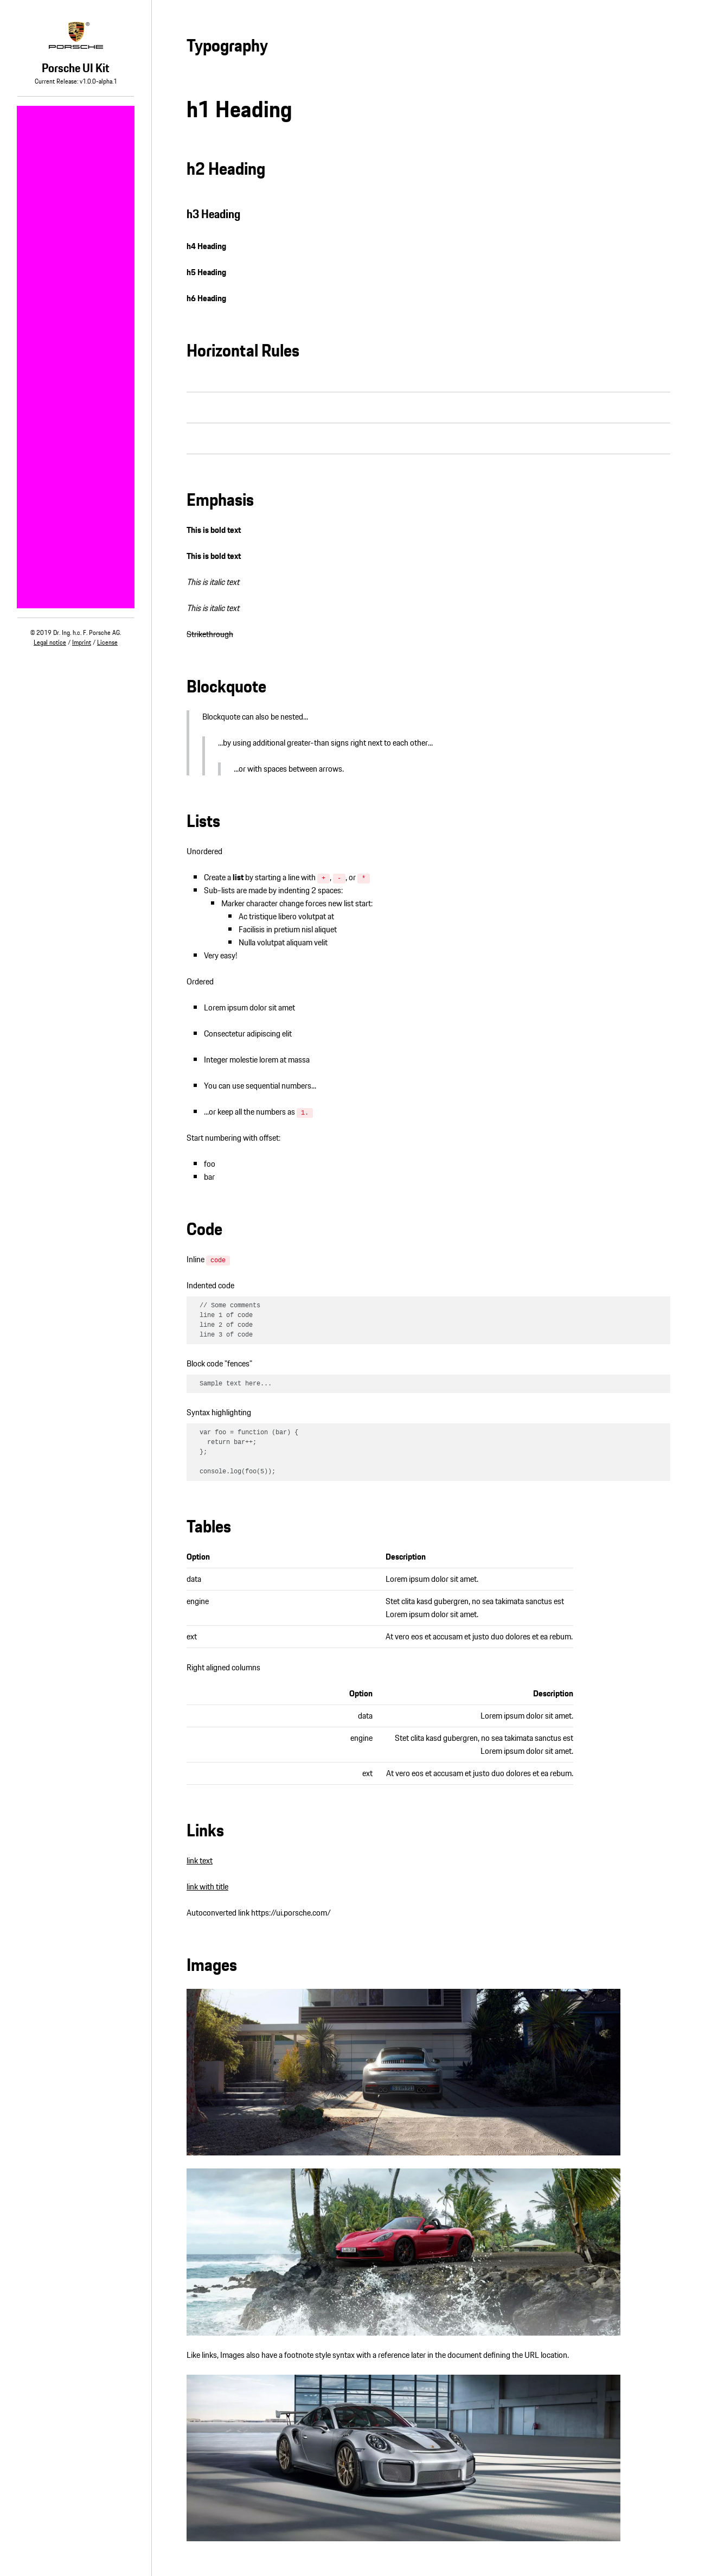 PORSCHE
Porsche UI Kit
Current Release: v1.0.0-alpha.1
© 2019 Dr. Ing. h.c. F. Porsche AG.
Legal notice / Imprint / License
Typography
h1 Heading
h2 Heading
h3 Heading
h4 Heading
h5 Heading
h6 Heading
Horizontal Rules
Emphasis
This is bold text
This is bold text
This is italic text
This is italic text
Strikethrough
Blockquote
Blockquote can also be nested...
...by using additional greater-than signs right next to each other...
...or with spaces between arrows.
Lists
Unordered
Create a list by starting a line with +, -, or *
Sub-lists are made by indenting 2 spaces:
Marker character change forces new list start:
Ac tristique libero volutpat at
Facilisis in pretium nisl aliquet
Nulla volutpat aliquam velit
Very easy!
Ordered
Lorem ipsum dolor sit amet
Consectetur adipiscing elit
Integer molestie lorem at massa
You can use sequential numbers...
...or keep all the numbers as 1.
Start numbering with offset:
foo
bar
Code
Inline code
Indented code
// Some comments
line 1 of code
line 2 of code
line 3 of code
Block code "fences"
Sample text here...
Syntax highlighting
var foo = function (bar) {
  return bar++;
};
console.log(foo(5));
Tables
Option Description
data Lorem ipsum dolor sit amet.
engine Stet clita kasd gubergren, no sea takimata sanctus est
Lorem ipsum dolor sit amet.
ext At vero eos et accusam et justo duo dolores et ea rebum.
Right aligned columns
Option Description
data Lorem ipsum dolor sit amet.
engine Stet clita kasd gubergren, no sea takimata sanctus est
Lorem ipsum dolor sit amet.
ext At vero eos et accusam et justo duo dolores et ea rebum.
Links
link text
link with title
Autoconverted link https://ui.porsche.com/
Images
Like links, Images also have a footnote style syntax with a reference later in the document defining the URL location.